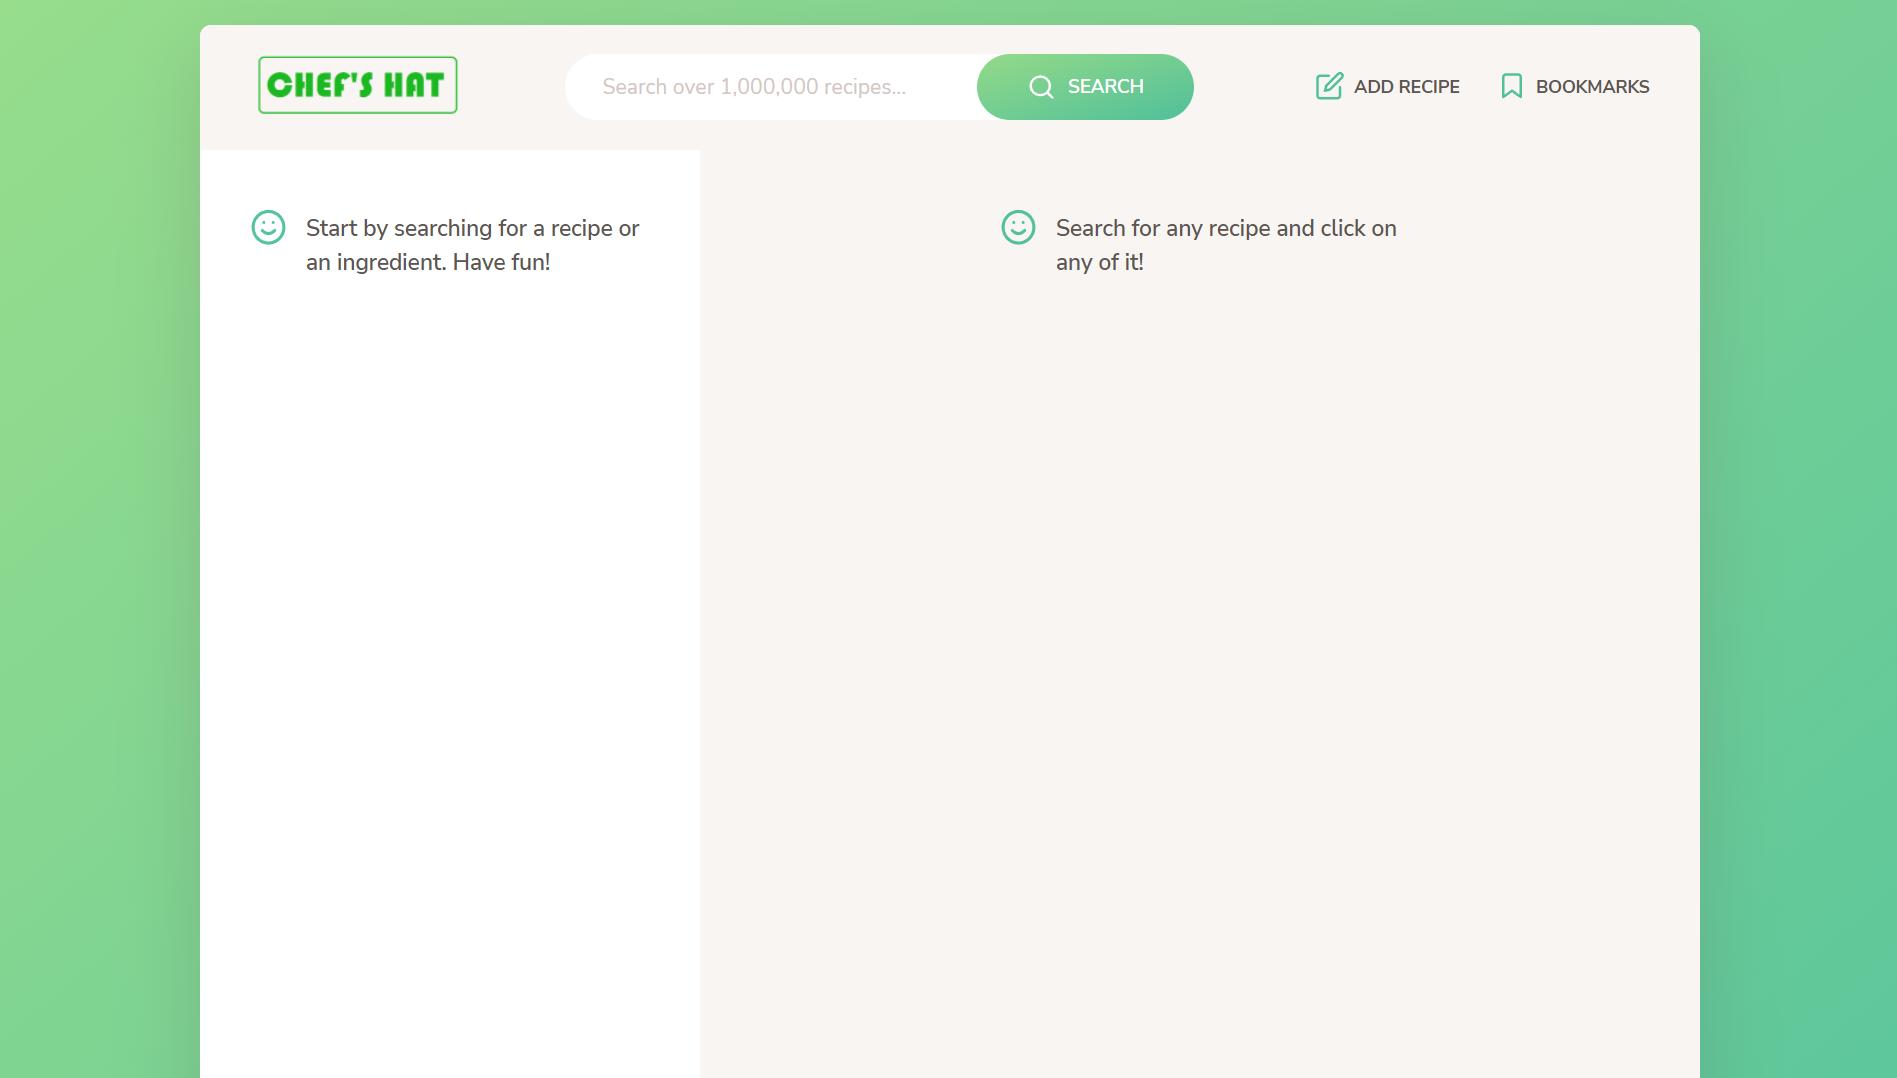 CHEF'S HAT
Search over 1,000,000 recipes...
SEARCH
ADD RECIPE
BOOKMARKS
Start by searching for a recipe or
an ingredient. Have fun!
Search for any recipe and click on
any of it!